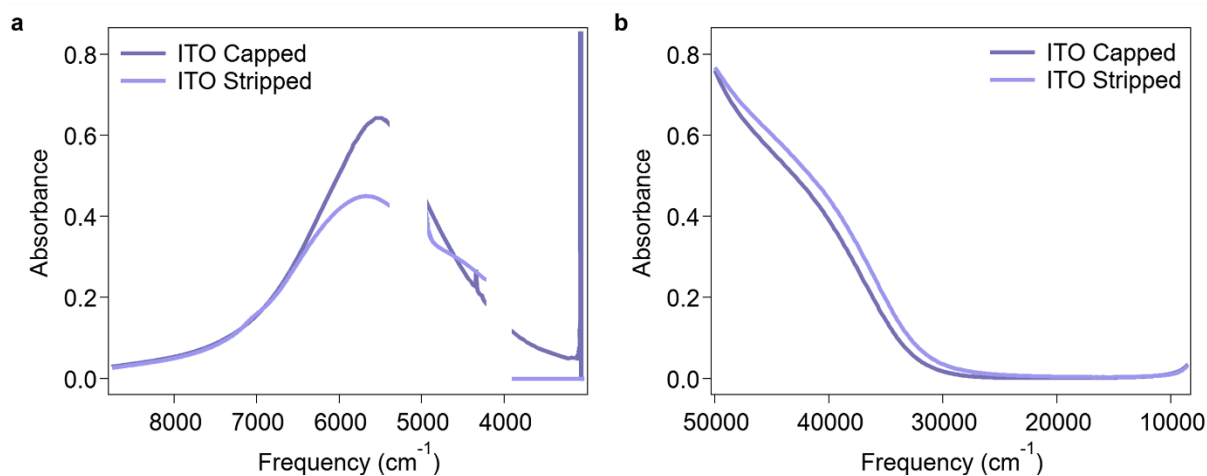 a
ITO Capped
ITO Stripped
0.8
0.6
0.4
0.2
0.0
Absorbance
8000 7000 6000 5000 4000
Frequency (cm⁻¹)
b
ITO Capped
ITO Stripped
0.8
0.6
0.4
0.2
0.0
Absorbance
50000 40000 30000 20000 10000
Frequency (cm⁻¹)